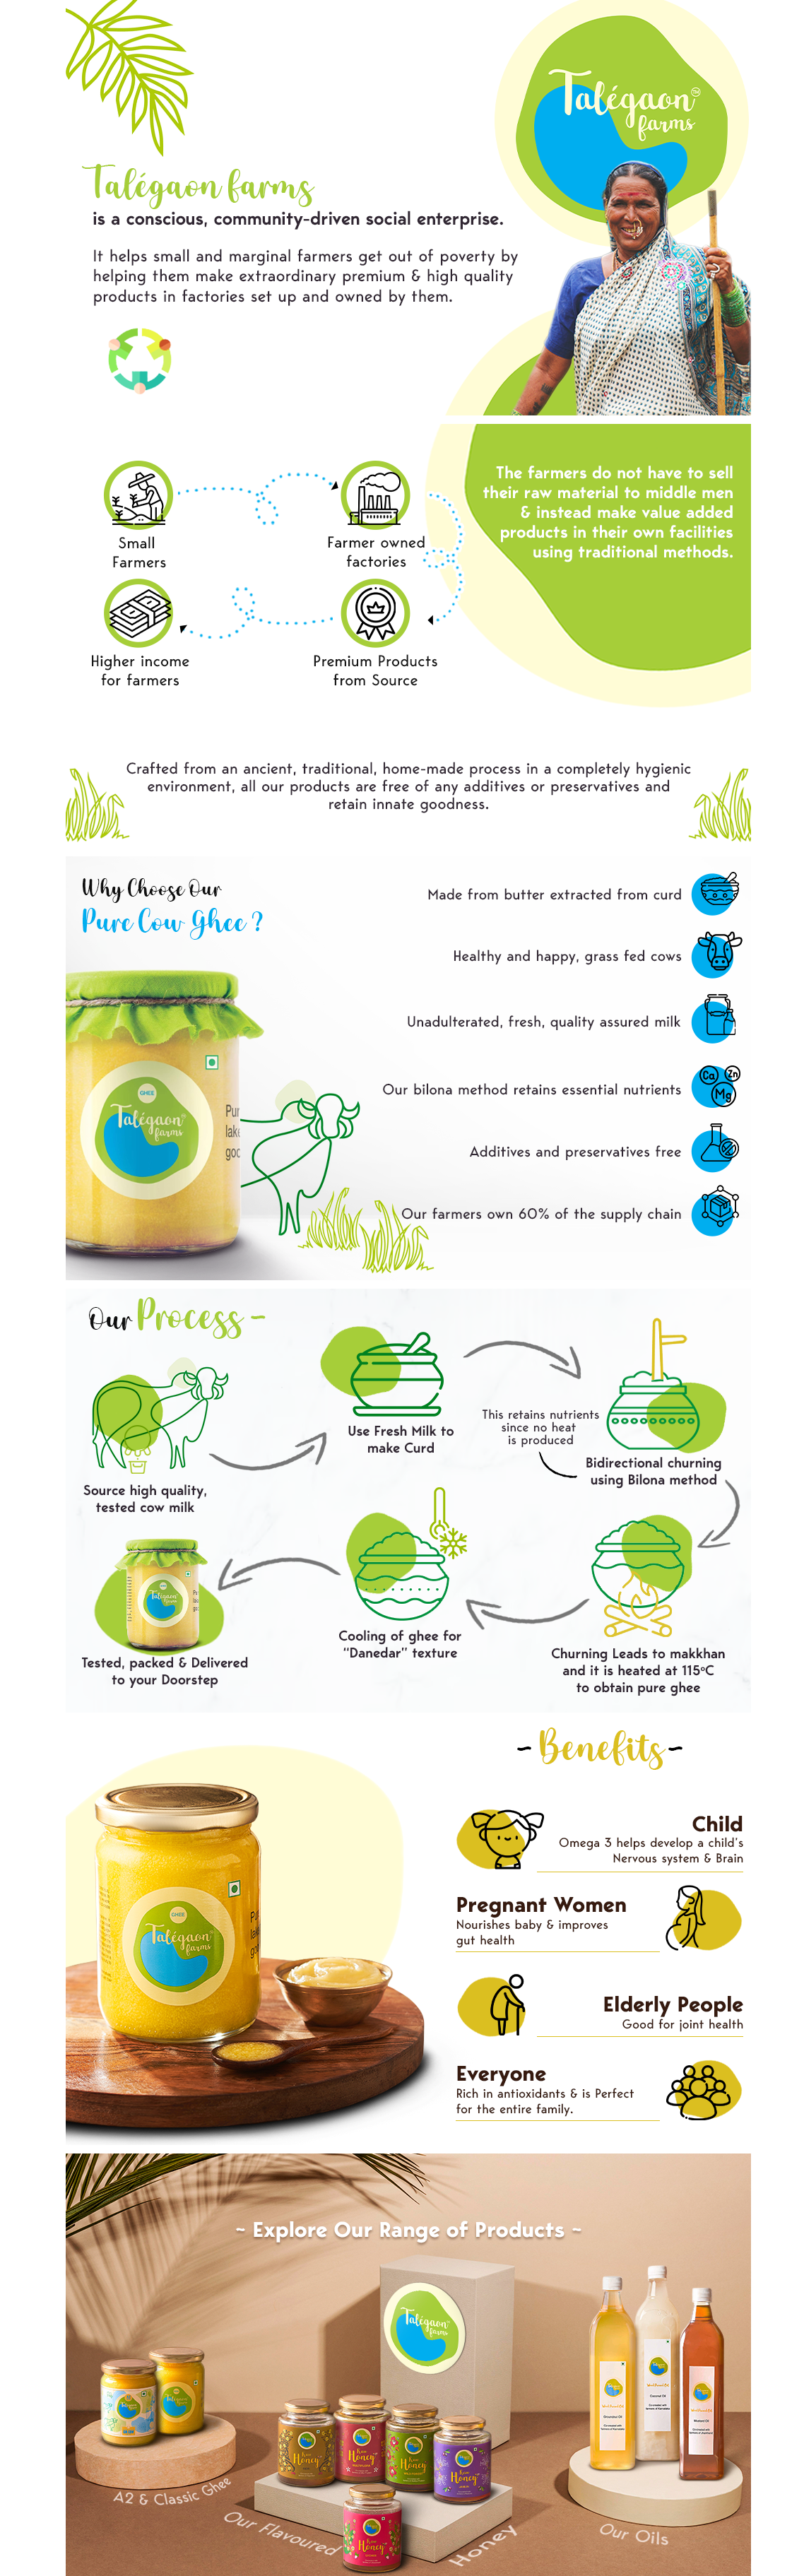 Talégaon
farms
Talégaon farms
is a conscious, community-driven social enterprise.
It helps small and marginal farmers get out of poverty by
helping them make extraordinary premium & high quality
products in factories set up and owned by them.
The farmers do not have to sell
their raw material to middle men
& instead make value added
products in their own facilities
using traditional methods.
Small
Farmers
Farmer owned
factories
Higher income
for farmers
Premium Products
from Source
Crafted from an ancient, traditional, home-made process in a completely hygienic
environment, all our products are free of any additives or preservatives and
retain innate goodness.
Why Choose Our
Pure Cow Ghee ?
Made from butter extracted from curd
Healthy and happy, grass fed cows
Unadulterated, fresh, quality assured milk
Our bilona method retains essential nutrients
Ca
Zn
Mg
Additives and preservatives free
Our farmers own 60% of the supply chain
GHEE
Talégaon
farms
Our Process -
Source high quality,
tested cow milk
Use Fresh Milk to
make Curd
This retains nutrients
since no heat
is produced
Bidirectional churning
using Bilona method
Churning Leads to makkhan
and it is heated at 115°C
to obtain pure ghee
Cooling of ghee for
“Danedar” texture
Tested, packed & Delivered
to your Doorstep
Talégaon
farms
- Benefits -
Child
Omega 3 helps develop a child's
Nervous system & Brain
Pregnant Women
Nourishes baby & improves
gut health
Elderly People
Good for joint health
Everyone
Rich in antioxidants & is Perfect
for the entire family.
GHEE
Talégaon
farms
~ Explore Our Range of Products ~
Talégaon
farms
Raw
Honey
Raw
Honey
Raw
Honey
Raw
Honey
Raw
Honey
A2 & Classic Ghee
Our Flavoured Honey
Our Oils